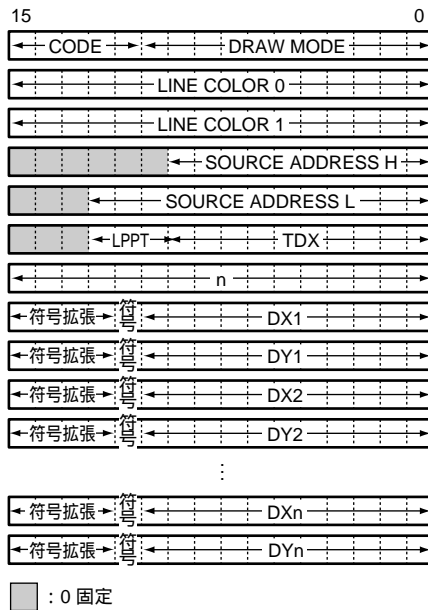 15 0
CODE DRAW MODE
LINE COLOR 0
LINE COLOR 1
SOURCE ADDRESS H
SOURCE ADDRESS L
LPPT TDX
n
符号拡張 符号 DX1
符号拡張 符号 DY1
符号拡張 符号 DX2
符号拡張 符号 DY2
⋮
符号拡張 符号 DXn
符号拡張 符号 DYn
：0 固定